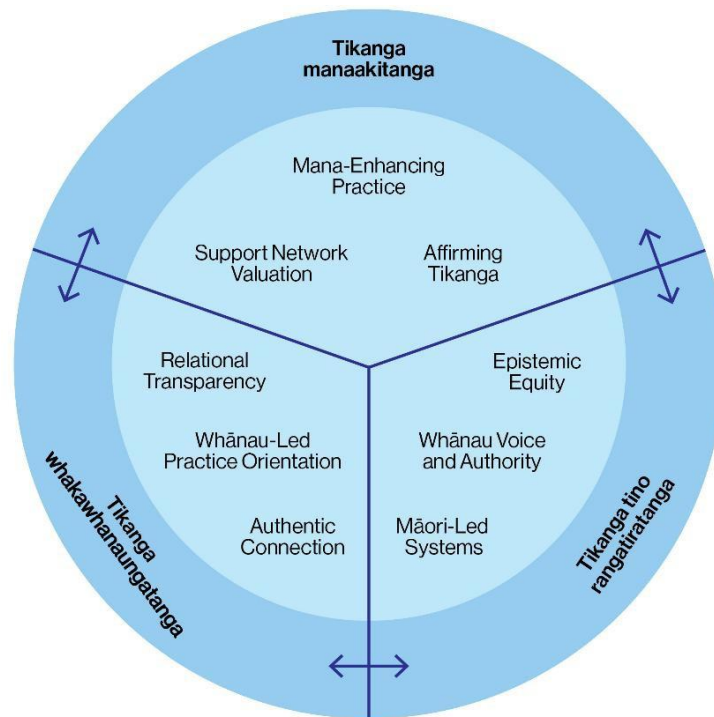 Tikanga
manaakitanga
Mana-Enhancing
Practice
Support Network
Valuation
Affirming
Tikanga
Relational
Transparency
Epistemic
Equity
Whānau-Led
Practice Orientation
Whānau Voice
and Authority
Authentic
Connection
Māori-Led
Systems
Tikanga
whakawhanaungatanga
Tikanga tino
rangatiratanga